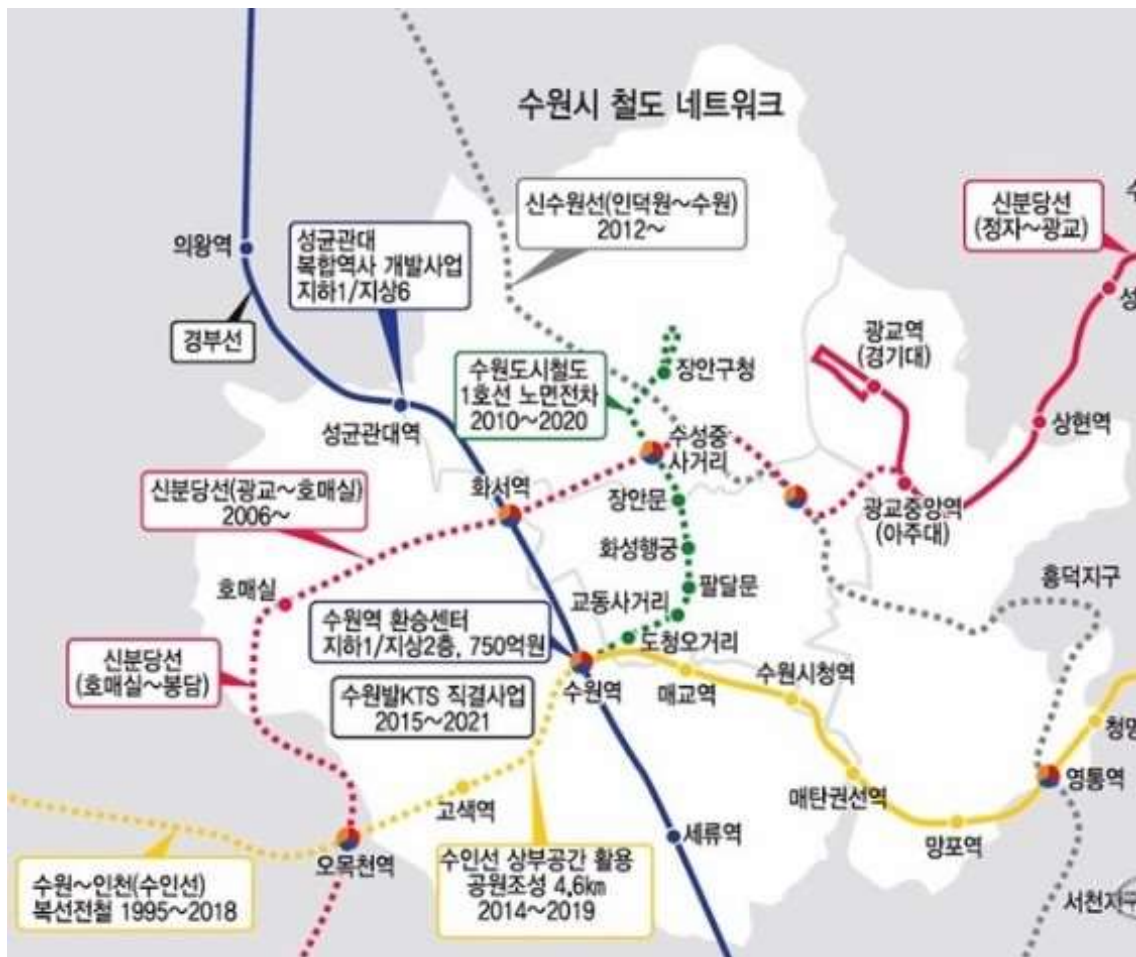 수원시 철도 네트워크
신수원선(인덕원~수원)
2012~
신분당선
(정자~광교)
의왕역
성균관대
복합역사 개발사업
지하1/지상6
경부선
성균관대역
수원도시철도
1호선 노면전차
2010~2020
장안구청
광교역
(경기대)
상현역
수성중
사거리
신분당선(광교~호매실)
2006~
화서역
장안문
광교중앙역
(아주대)
화성행궁
호매실
팔달문
흥덕지구
교동사거리
수원역 환승센터
지하1/지상2층, 750억원
도청오거리
신분당선
(호매실~봉담)
수원역
매교역
수원시청역
수원발KTS 직결사업
2015~2021
청명
영통역
매탄권선역
고색역
세류역
망포역
오목천역
수인선 상부공간 활용
공원조성 4.6km
2014~2019
수원~인천(수인선)
복선전철 1995~2018
서천지구